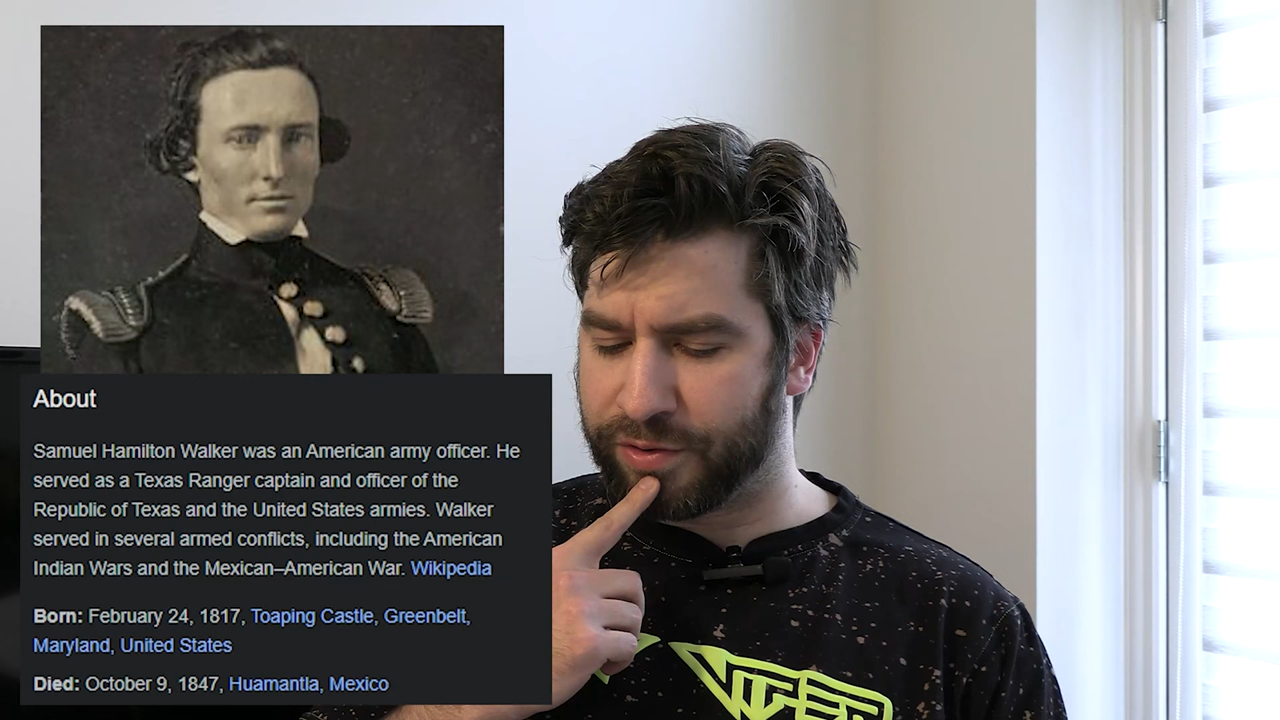 About
Samuel Hamilton Walker was an American army officer. He
served as a Texas Ranger captain and officer of the
Republic of Texas and the United States armies. Walker
served in several armed conflicts, including the American
Indian Wars and the Mexican–American War. Wikipedia
Born: February 24, 1817, Toaping Castle, Greenbelt,
Maryland, United States
Died: October 9, 1847, Huamantla, Mexico